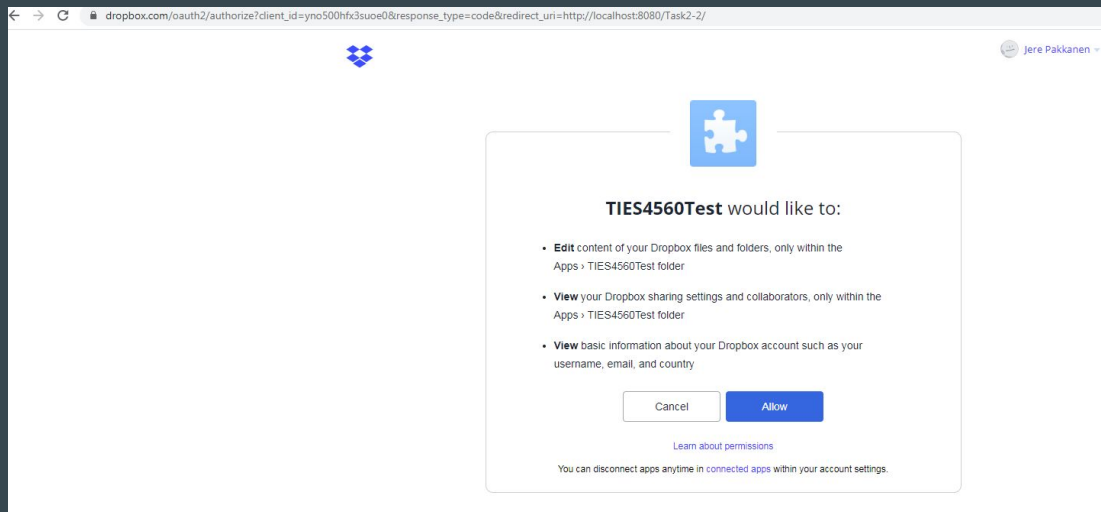 dropbox.com/oauth2/authorize?client_id=yno500hfx3suoe0&response_type=code&redirect_uri=http://localhost:8080/Task2-2/
Jere Pakkanen
TIES4560Test would like to:
• Edit content of your Dropbox files and folders, only within the
Apps › TIES4560Test folder
• View your Dropbox sharing settings and collaborators, only within the
Apps › TIES4560Test folder
• View basic information about your Dropbox account such as your
username, email, and country
Cancel Allow
Learn about permissions
You can disconnect apps anytime in connected apps within your account settings.